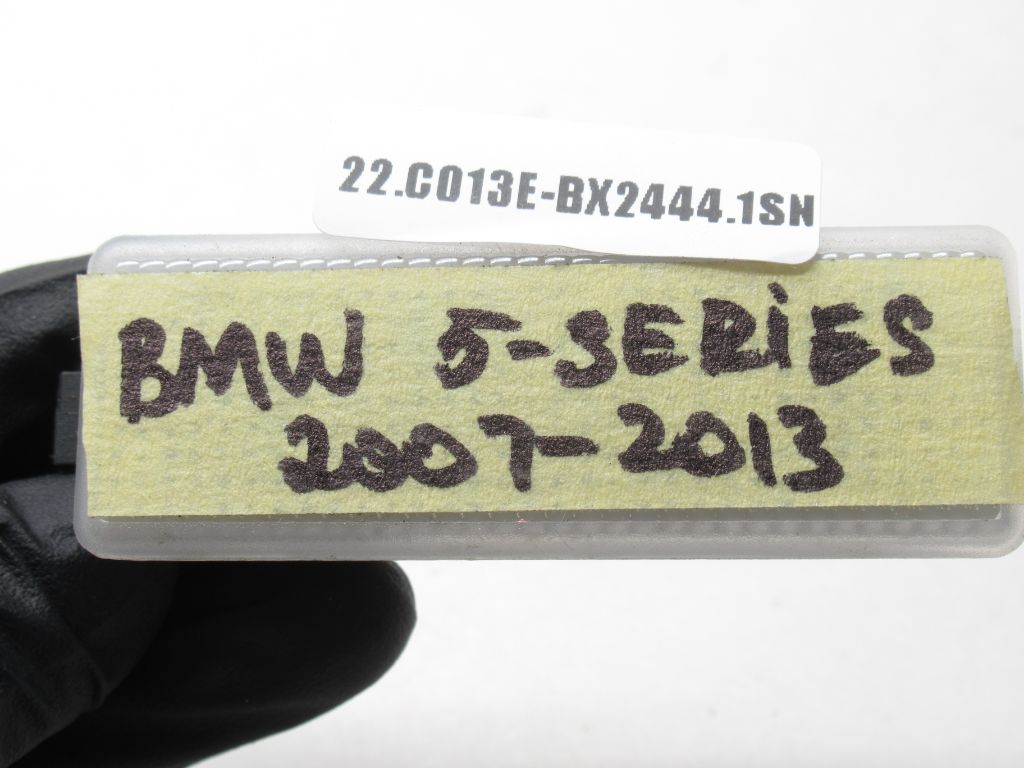 22.C013E-BX2444.1SN
BMW 5-SERiES
2007-2013